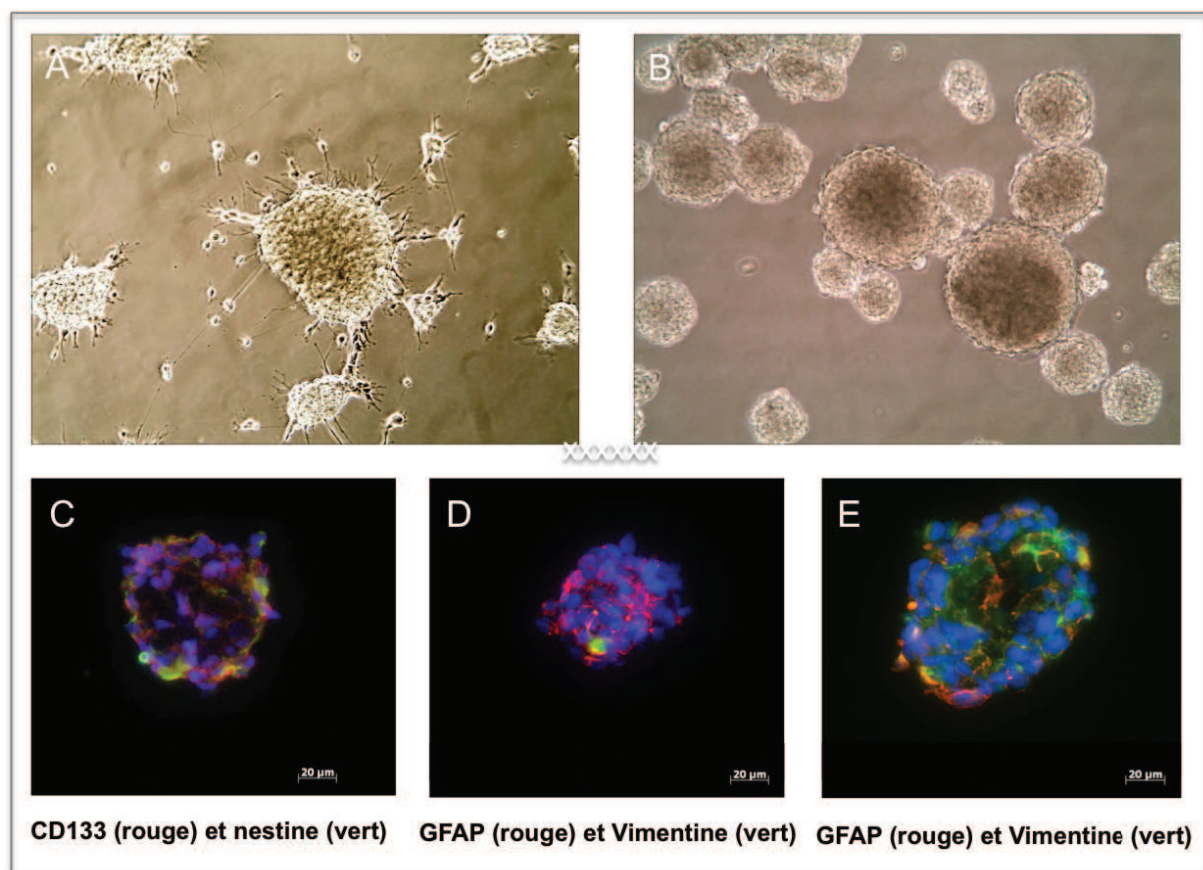 A
B
XXXXXX
C
D
E
20 µm
20 µm
20 µm
CD133 (rouge) et nestine (vert)
GFAP (rouge) et Vimentine (vert)
GFAP (rouge) et Vimentine (vert)